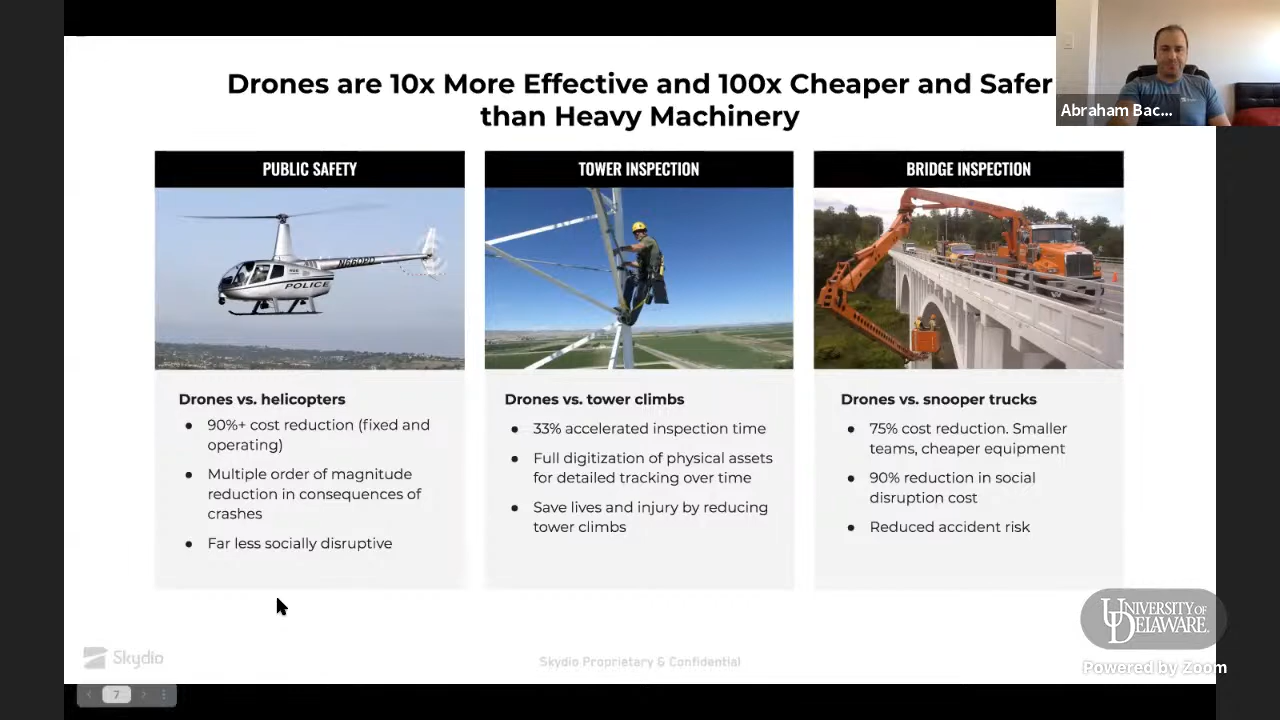 Drones are 10x More Effective and 100x Cheaper and Safer
than Heavy Machinery
Abraham Bac...
PUBLIC SAFETY
TOWER INSPECTION
BRIDGE INSPECTION
N660PD
POLICE
Drones vs. helicopters
● 90%+ cost reduction (fixed and
operating)
● Multiple order of magnitude
reduction in consequences of
crashes
● Far less socially disruptive
Drones vs. tower climbs
● 33% accelerated inspection time
● Full digitization of physical assets
for detailed tracking over time
● Save lives and injury by reducing
tower climbs
Drones vs. snooper trucks
● 75% cost reduction. Smaller
teams, cheaper equipment
● 90% reduction in social
disruption cost
● Reduced accident risk
UNIVERSITY OF
DELAWARE
Powered by Zoom
Skydio
Skydio Proprietary & Confidential
7